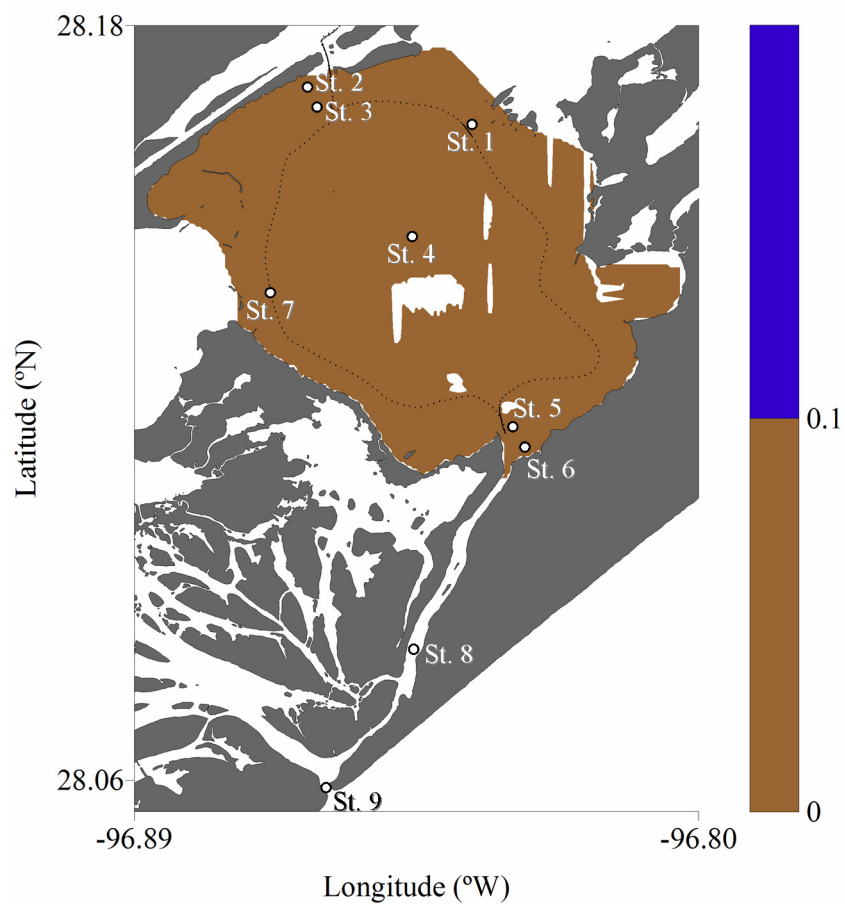 28.18
St. 2
St. 3
St. 1
St. 4
St. 7
Latitude (ºN)
St. 5
0.1
St. 6
St. 8
28.06
St. 9
0
-96.89
-96.80
Longitude (ºW)